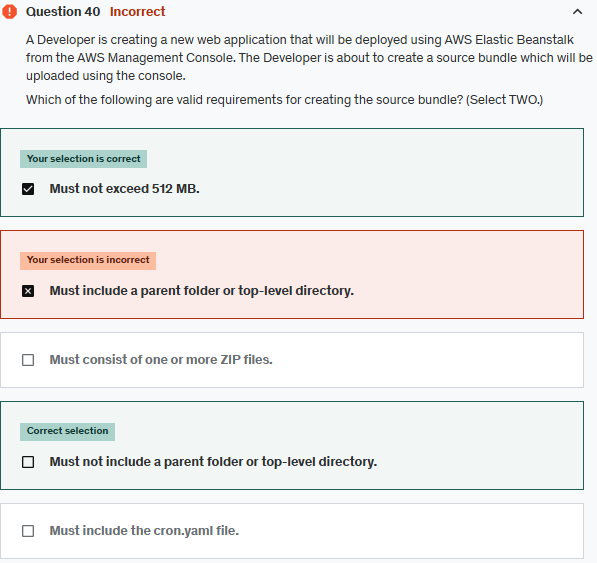 Question 40 Incorrect
A Developer is creating a new web application that will be deployed using AWS Elastic Beanstalk
from the AWS Management Console. The Developer is about to create a source bundle which will be
uploaded using the console.
Which of the following are valid requirements for creating the source bundle? (Select TWO.)
Your selection is correct
Must not exceed 512 MB.
Your selection is incorrect
Must include a parent folder or top-level directory.
Must consist of one or more ZIP files.
Correct selection
Must not include a parent folder or top-level directory.
Must include the cron.yaml file.